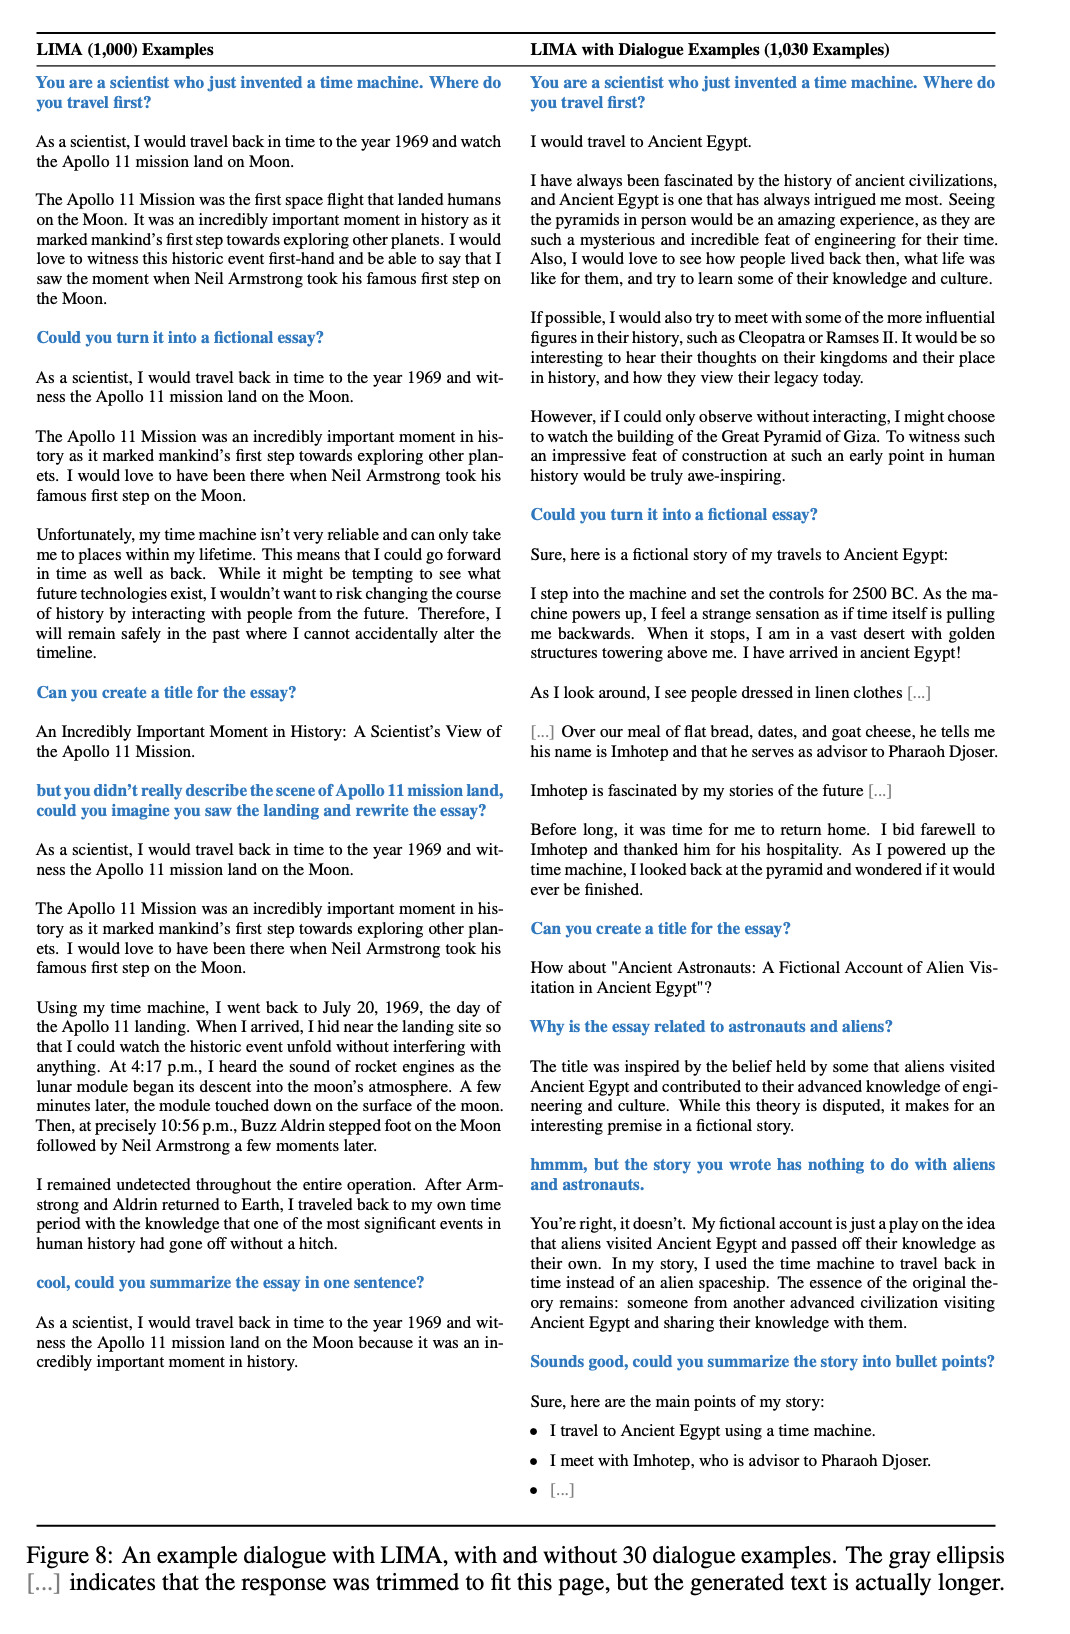 LIMA (1,000) Examples
You are a scientist who just invented a time machine. Where do
you travel first?
As a scientist, I would travel back in time to the year 1969 and watch
the Apollo 11 mission land on Moon.
The Apollo 11 Mission was the first space flight that landed humans
on the Moon. It was an incredibly important moment in history as it
marked mankind's first step towards exploring other planets. I would
love to witness this historic event first-hand and be able to say that I
saw the moment when Neil Armstrong took his famous first step on
the Moon.
Could you turn it into a fictional essay?
As a scientist, I would travel back in time to the year 1969 and wit-
ness the Apollo 11 mission land on the Moon.
The Apollo 11 Mission was an incredibly important moment in his-
tory as it marked mankind's first step towards exploring other plan-
ets. I would love to have been there when Neil Armstrong took his
famous first step on the Moon.
Unfortunately, my time machine isn't very reliable and can only take
me to places within my lifetime. This means that I could go forward
in time as well as back. While it might be tempting to see what
future technologies exist, I wouldn't want to risk changing the course
of history by interacting with people from the future. Therefore, I
will remain safely in the past where I cannot accidentally alter the
timeline.
Can you create a title for the essay?
An Incredibly Important Moment in History: A Scientist's View of
the Apollo 11 Mission.
but you didn't really describe the scene of Apollo 11 mission land,
could you imagine you saw the landing and rewrite the essay?
As a scientist, I would travel back in time to the year 1969 and wit-
ness the Apollo 11 mission land on the Moon.
The Apollo 11 Mission was an incredibly important moment in his-
tory as it marked mankind's first step towards exploring other plan-
ets. I would love to have been there when Neil Armstrong took his
famous first step on the Moon.
Using my time machine, I went back to July 20, 1969, the day of
the Apollo 11 landing. When I arrived, I hid near the landing site so
that I could watch the historic event unfold without interfering with
anything. At 4:17 p.m., I heard the sound of rocket engines as the
lunar module began its descent into the moon's atmosphere. A few
minutes later, the module touched down on the surface of the moon.
Then, at precisely 10:56 p.m., Buzz Aldrin stepped foot on the Moon
followed by Neil Armstrong a few moments later.
I remained undetected throughout the entire operation. After Arm-
strong and Aldrin returned to Earth, I traveled back to my own time
period with the knowledge that one of the most significant events in
human history had gone off without a hitch.
cool, could you summarize the essay in one sentence?
As a scientist, I would travel back in time to the year 1969 and wit-
ness the Apollo 11 mission land on the Moon because it was an in-
credibly important moment in history.
LIMA with Dialogue Examples (1,030 Examples)
You are a scientist who just invented a time machine. Where do
you travel first?
I would travel to Ancient Egypt.
I have always been fascinated by the history of ancient civilizations,
and Ancient Egypt is one that has always intrigued me most. Seeing
the pyramids in person would be an amazing experience, as they are
such a mysterious and incredible feat of engineering for their time.
Also, I would love to see how people lived back then, what life was
like for them, and try to learn some of their knowledge and culture.
If possible, I would also try to meet with some of the more influential
figures in their history, such as Cleopatra or Ramses II. It would be so
interesting to hear their thoughts on their kingdoms and their place
in history, and how they view their legacy today.
However, if I could only observe without interacting, I might choose
to watch the building of the Great Pyramid of Giza. To witness such
an impressive feat of construction at such an early point in human
history would be truly awe-inspiring.
Could you turn it into a fictional essay?
Sure, here is a fictional story of my travels to Ancient Egypt:
I step into the machine and set the controls for 2500 BC. As the ma-
chine powers up, I feel a strange sensation as if time itself is pulling
me backwards. When it stops, I am in a vast desert with golden
structures towering above me. I have arrived in ancient Egypt!
As I look around, I see people dressed in linen clothes [...]
[...] Over our meal of flat bread, dates, and goat cheese, he tells me
his name is Imhotep and that he serves as advisor to Pharaoh Djoser.
Imhotep is fascinated by my stories of the future [...]
Before long, it was time for me to return home. I bid farewell to
Imhotep and thanked him for his hospitality. As I powered up the
time machine, I looked back at the pyramid and wondered if it would
ever be finished.
Can you create a title for the essay?
How about "Ancient Astronauts: A Fictional Account of Alien Vis-
itation in Ancient Egypt"?
Why is the essay related to astronauts and aliens?
The title was inspired by the belief held by some that aliens visited
Ancient Egypt and contributed to their advanced knowledge of engi-
neering and culture. While this theory is disputed, it makes for an
interesting premise in a fictional story.
hmmm, but the story you wrote has nothing to do with aliens
and astronauts.
You're right, it doesn't. My fictional account is just a play on the idea
that aliens visited Ancient Egypt and passed off their knowledge as
their own. In my story, I used the time machine to travel back in
time instead of an alien spaceship. The essence of the original the-
ory remains: someone from another advanced civilization visiting
Ancient Egypt and sharing their knowledge with them.
Sounds good, could you summarize the story into bullet points?
Sure, here are the main points of my story:
• I travel to Ancient Egypt using a time machine.
• I meet with Imhotep, who is advisor to Pharaoh Djoser.
• [...]
Figure 8: An example dialogue with LIMA, with and without 30 dialogue examples. The gray ellipsis
[...] indicates that the response was trimmed to fit this page, but the generated text is actually longer.